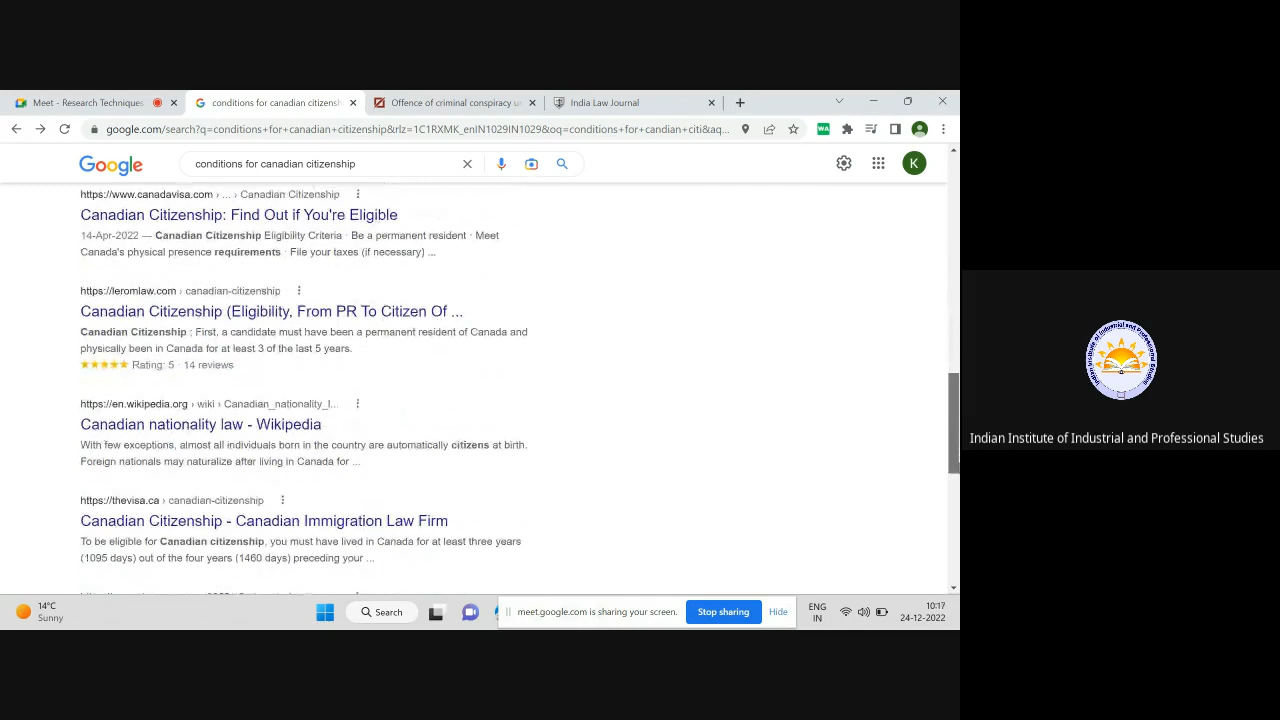 Meet - Research Techniques
conditions for canadian citizensh
Offence of criminal conspiracy u
India Law Journal
google.com/search?q=conditions+for+canadian+citizenship&rlz=1C1RXMK_enIN1029IN1029&oq=conditions+for+candian+citi&aq...
WA
Google
conditions for canadian citizenship
K
https://www.canadavisa.com › ... › Canadian Citizenship
Canadian Citizenship: Find Out if You're Eligible
14-Apr-2022 — Canadian Citizenship Eligibility Criteria · Be a permanent resident · Meet
Canada's physical presence requirements · File your taxes (if necessary) ...
https://leromlaw.com › canadian-citizenship
Canadian Citizenship (Eligibility, From PR To Citizen Of ...
Canadian Citizenship ; First, a candidate must have been a permanent resident of Canada and
physically been in Canada for at least 3 of the last 5 years.
Rating: 5 · 14 reviews
https://en.wikipedia.org › wiki › Canadian_nationality_l...
Canadian nationality law - Wikipedia
With few exceptions, almost all individuals born in the country are automatically citizens at birth.
Foreign nationals may naturalize after living in Canada for ...
https://thevisa.ca › canadian-citizenship
Canadian Citizenship - Canadian Immigration Law Firm
To be eligible for Canadian citizenship, you must have lived in Canada for at least three years
(1095 days) out of the four years (1460 days) preceding your ...
14°C
Sunny
Search
meet.google.com is sharing your screen.
Stop sharing
Hide
ENG
IN
10:17
24-12-2022
Indian Institute of Industrial and Professional Studies
Indian Institute of Industrial and Professional Studies